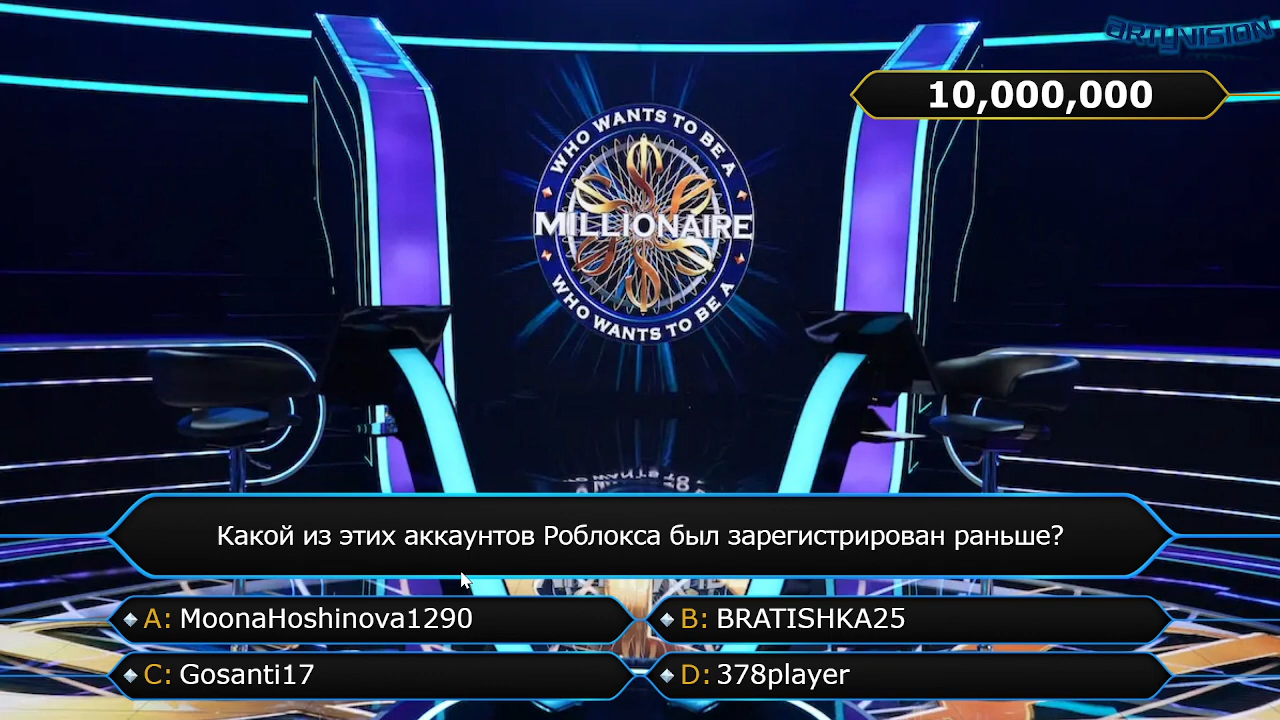 ARTYVISION
10,000,000
WHO WANTS TO BE A
MILLIONAIRE
WHO WANTS TO BE A
Какой из этих аккаунтов Роблокса был зарегистрирован раньше?
A: MoonaHoshinova1290
B: BRATISHKA25
C: Gosanti17
D: 378player